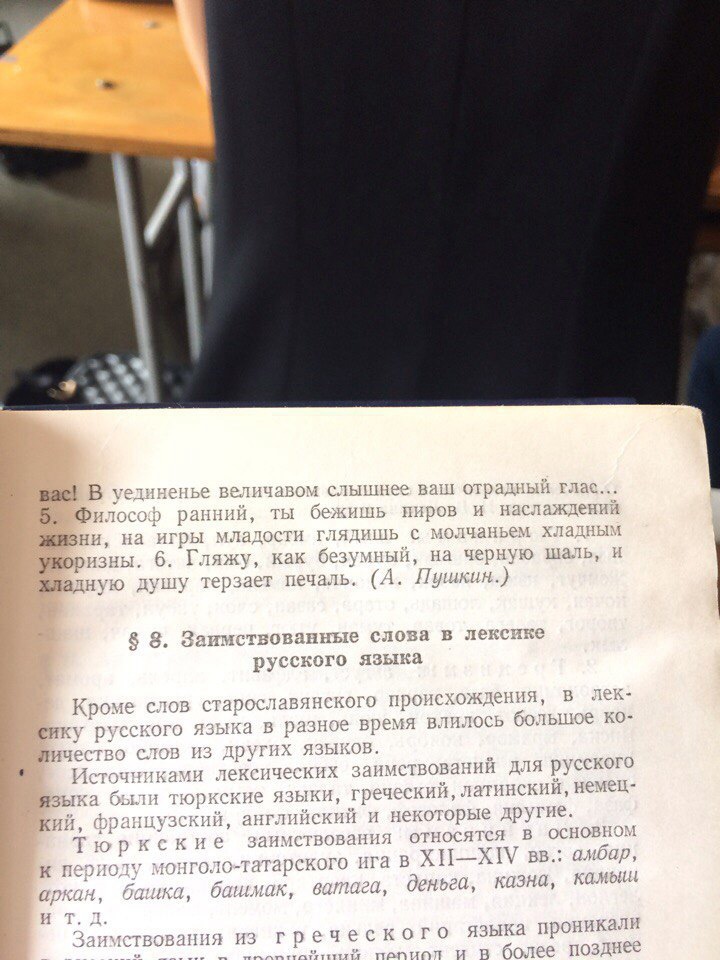 вас! В уединенье величавом слышнее ваш отрадный глас...
5. Философ ранний, ты бежишь пиров и наслаждений
жизни, на игры младости глядишь с молчаньем хладным
укоризны. 6. Гляжу, как безумный, на черную шаль, и
хладную душу терзает печаль. (А. Пушкин.)
§ 8. Заимствованные слова в лексике
русского языка
Кроме слов старославянского происхождения, в лек-
сику русского языка в разное время влилось большое ко-
личество слов из других языков.
Источниками лексических заимствований для русского
языка были тюркские языки, греческий, латинский, немец-
кий, французский, английский и некоторые другие.
Тюркские заимствования относятся в основном
к периоду монголо-татарского ига в XII—XIV вв.: амбар,
аркан, башка, башмак, ватага, деньга, казна, камыш
и т. д.
Заимствования из греческого языка проникали
язык в древнейший период и в более позднее